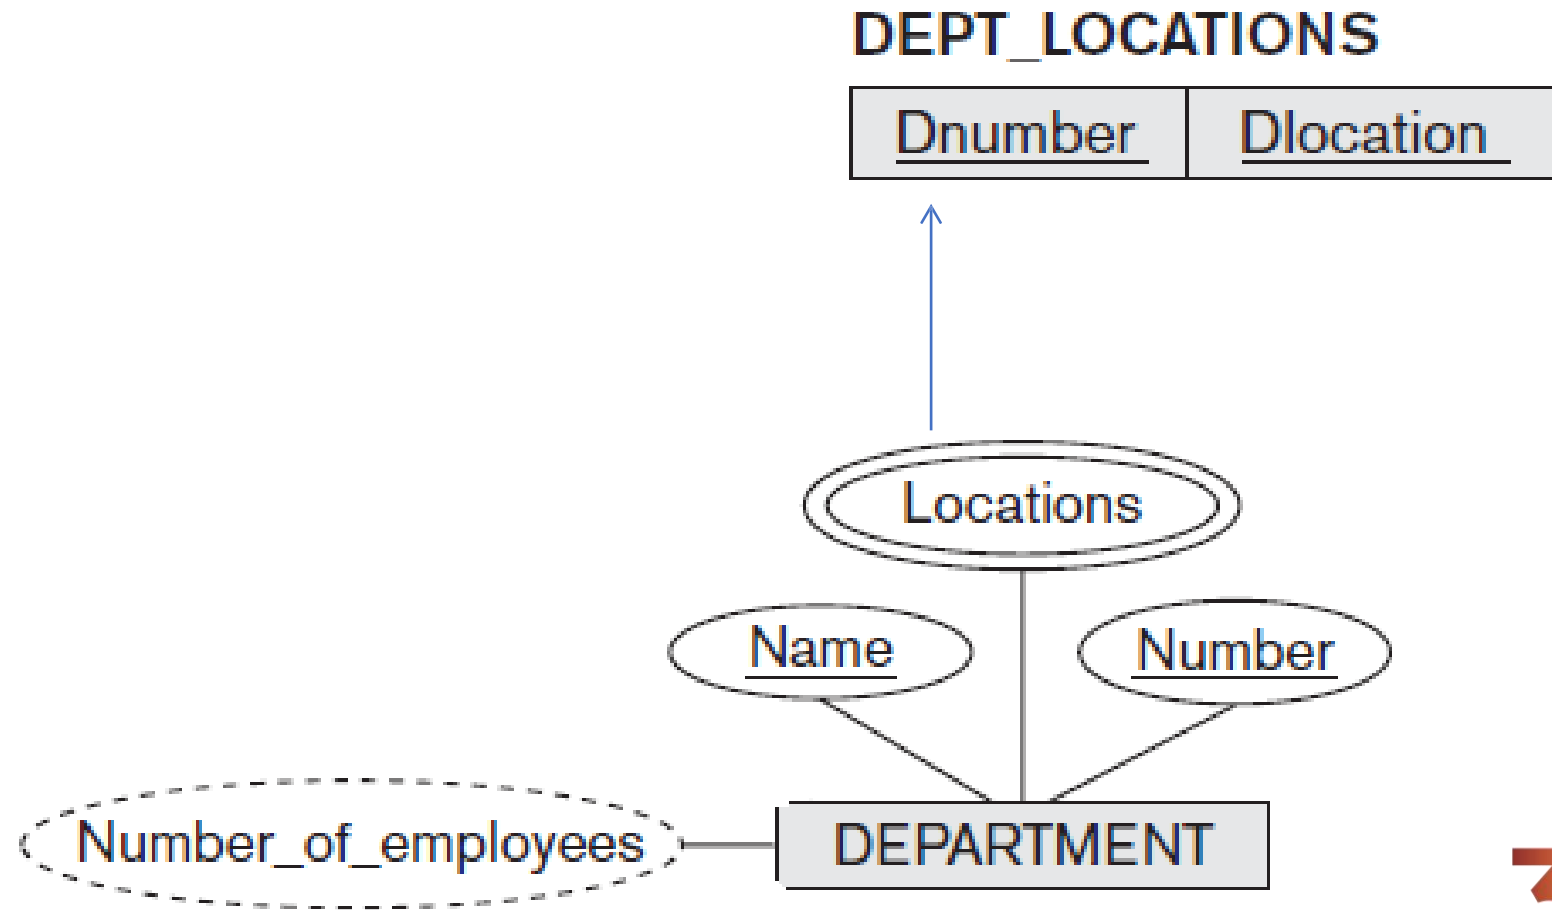 DEPT_LOCATIONS
Dnumber Dlocation
Locations
Name Number
Number_of_employees DEPARTMENT